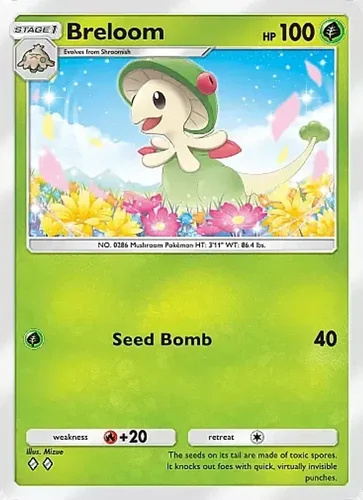 STAGE 1
Breloom
HP 100
Evolves from Shroomish
NO. 0286 Mushroom Pokémon HT: 3'11" WT: 86.4 lbs.
Seed Bomb 40
weakness +20 retreat
Illus. Mizue
The seeds on its tail are made of toxic spores.
It knocks out foes with quick, virtually invisible
punches.